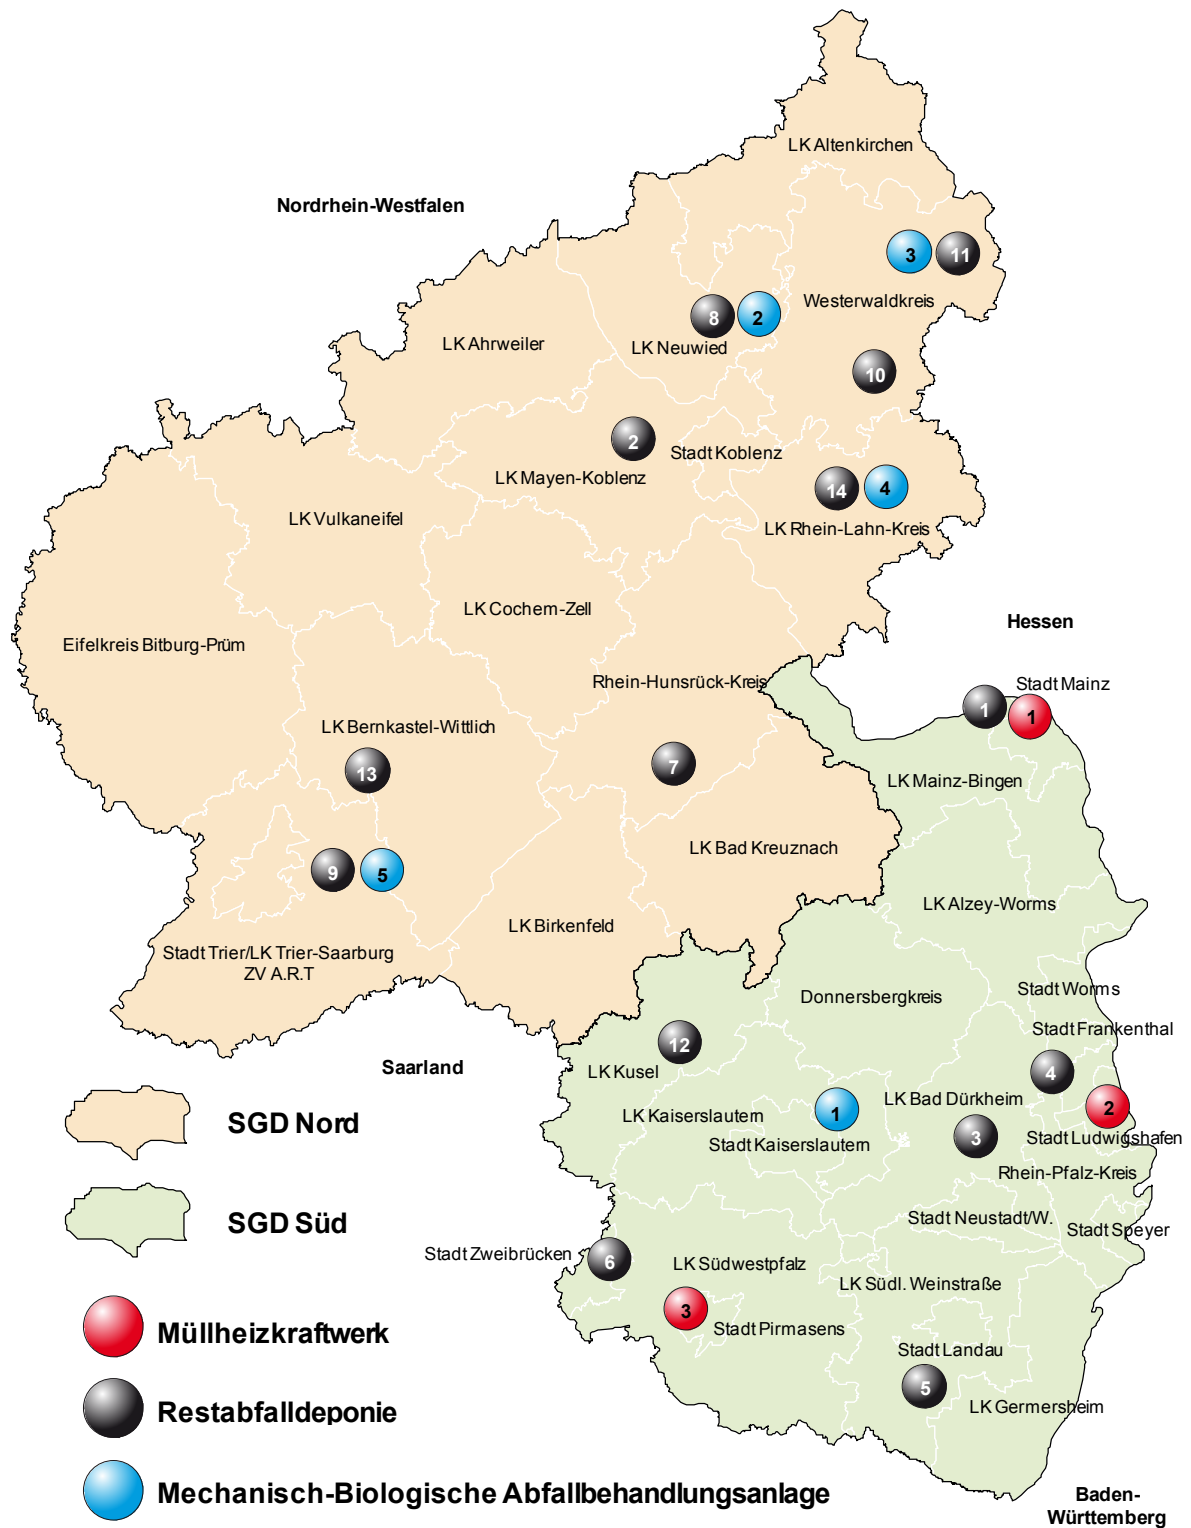 LK Altenkirchen
Nordrhein-Westfalen
3 11
Westerwaldkreis
8 2
LK Ahrweiler
LK Neuwied
10
2
Stadt Koblenz
LK Mayen-Koblenz
14 4
LK Vulkaneifel
LK Rhein-Lahn-Kreis
LK Cochem-Zell
Hessen
Eifelkreis Bitburg-Prüm
Rhein-Hunsrück-Kreis
Stadt Mainz
1 1
LK Bernkastel-Wittlich
13
7
LK Mainz-Bingen
LK Bad Kreuznach
9 5
LK Alzey-Worms
LK Birkenfeld
Stadt Trier/LK Trier-Saarburg
ZV A.R.T
Stadt Worms
Donnersbergkreis
Stadt Frankenthal
12
Saarland
LK Kusel
4
LK Bad Dürkheim
2
LK Kaiserslautern
1
SGD Nord
Stadt Kaiserslautern
3
Stadt Ludwigshafen
Rhein-Pfalz-Kreis
SGD Süd
Stadt Neustadt/W.
Stadt Speyer
Stadt Zweibrücken
6
LK Südwestpfalz
LK Südl. Weinstraße
3
Stadt Pirmasens
Müllheizkraftwerk
Stadt Landau
5
LK Germersheim
Restabfalldeponie
Mechanisch-Biologische Abfallbehandlungsanlage
Baden-
Württemberg